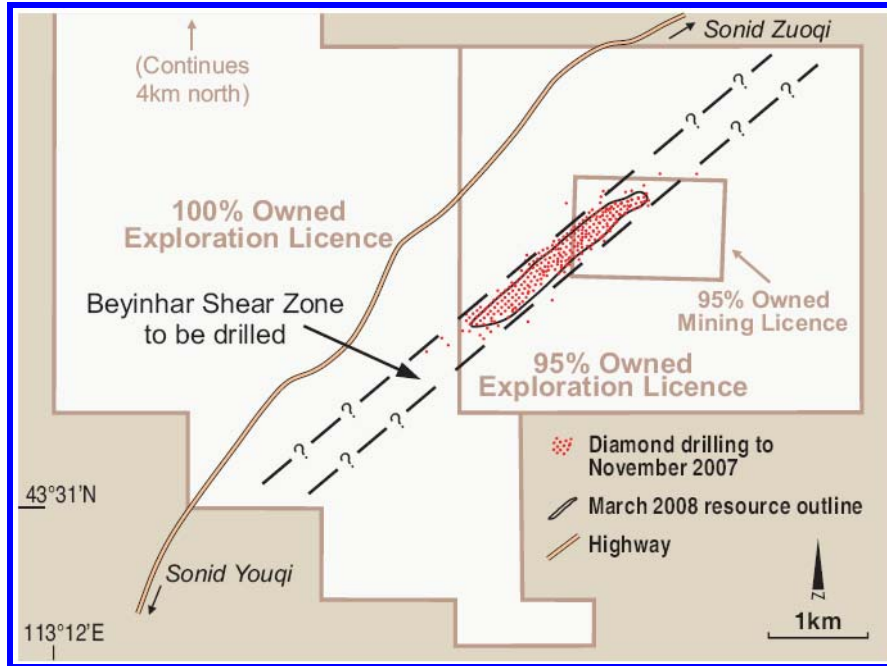 Sonid Zuoqi
(Continues
4km north)
?
?
100% Owned
Exploration Licence
95% Owned
Mining Licence
Beyinhar Shear Zone
to be drilled
95% Owned
Exploration Licence
?
?
Diamond drilling to
November 2007
43°31'N
March 2008 resource outline
Highway
Sonid Youqi
N
1km
113°12'E